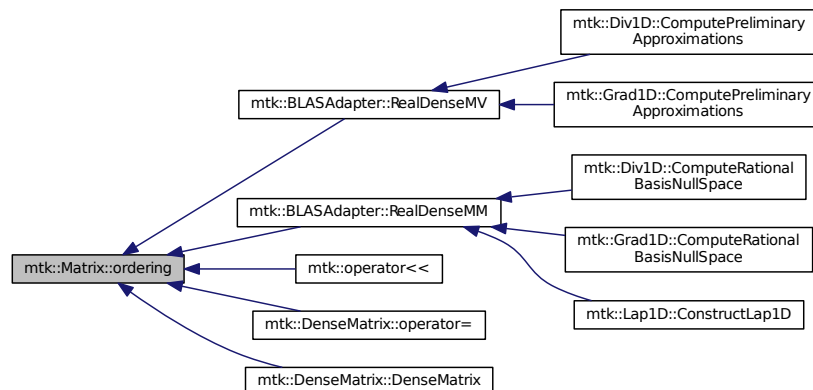 mtk::Div1D::ComputePreliminary
Approximations
mtk::BLASAdapter::RealDenseMV
mtk::Grad1D::ComputePreliminary
Approximations
mtk::Div1D::ComputeRational
BasisNullSpace
mtk::BLASAdapter::RealDenseMM
mtk::Grad1D::ComputeRational
BasisNullSpace
mtk::Matrix::ordering
mtk::operator<<
mtk::Lap1D::ConstructLap1D
mtk::DenseMatrix::operator=
mtk::DenseMatrix::DenseMatrix